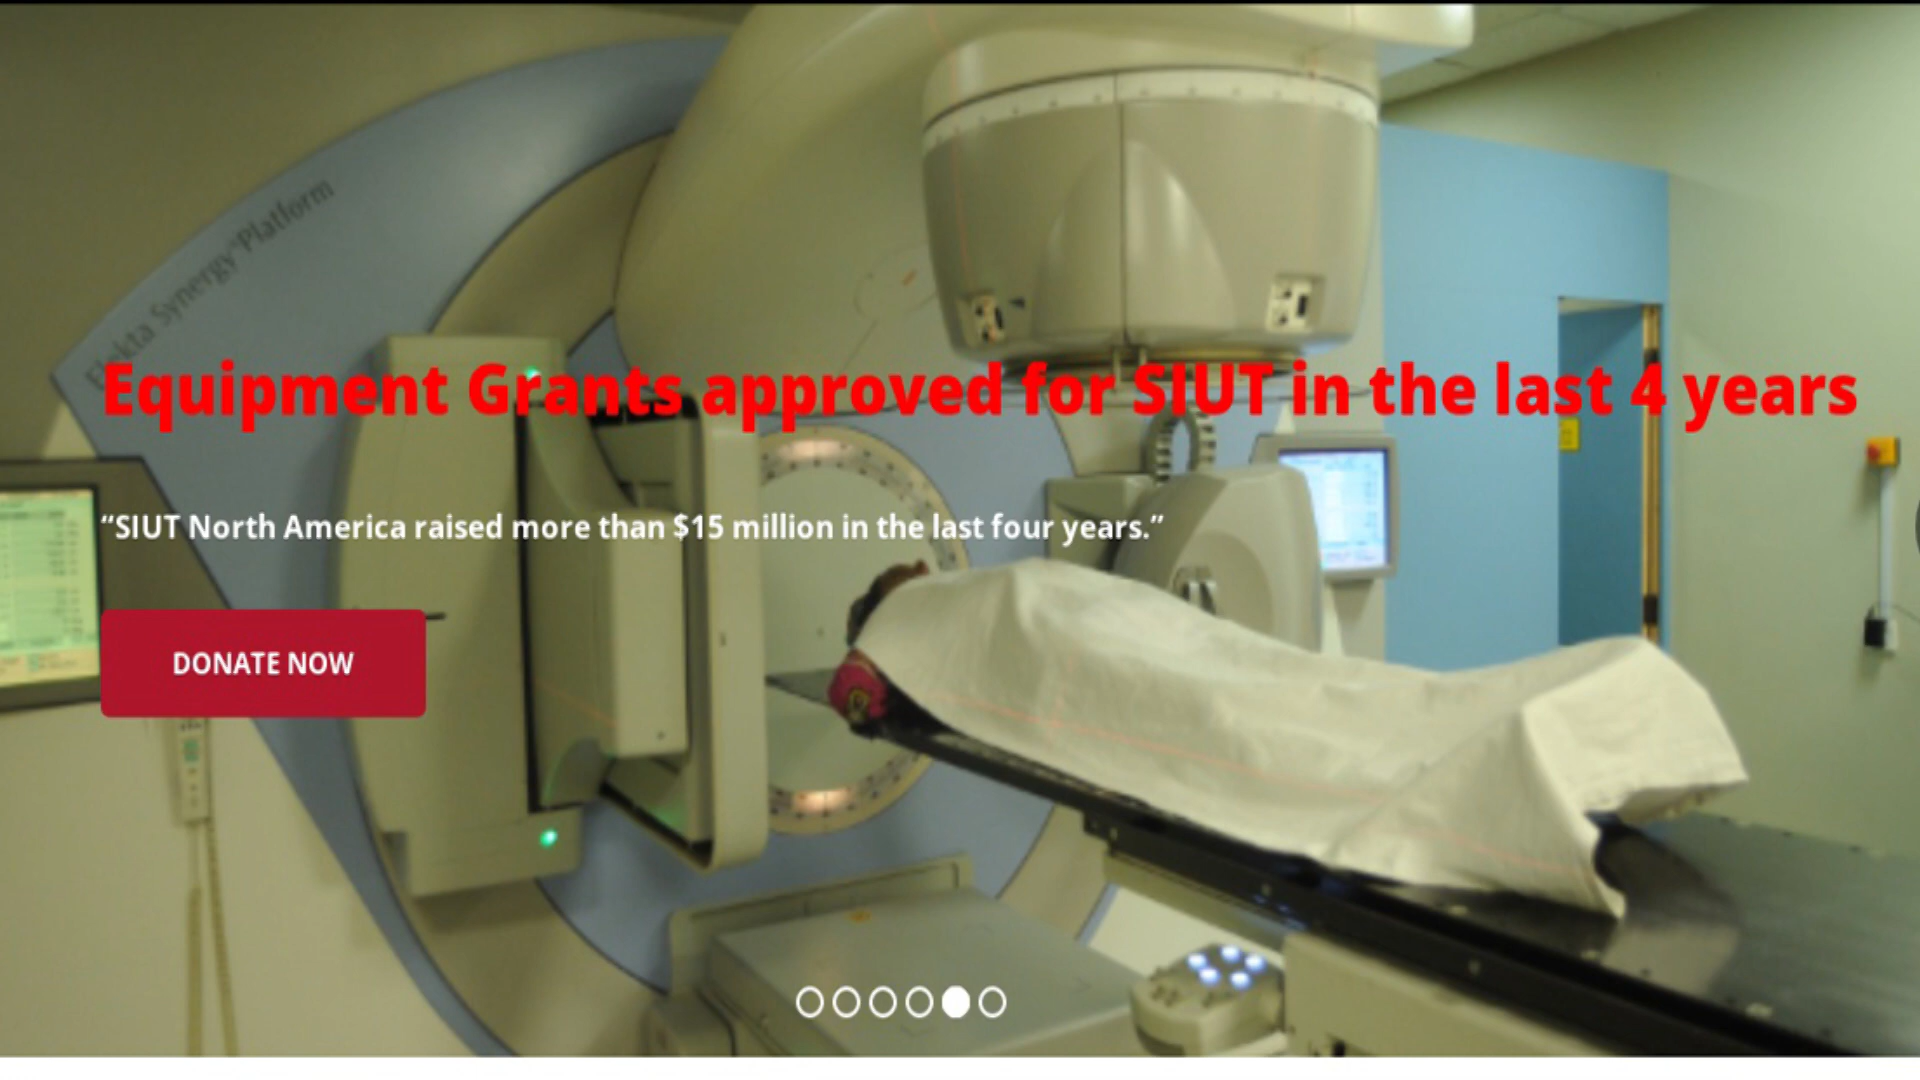 Elekta Synergy Platform
Equipment Grants approved for SIUT in the last 4 years
“SIUT North America raised more than $15 million in the last four years.”
DONATE NOW